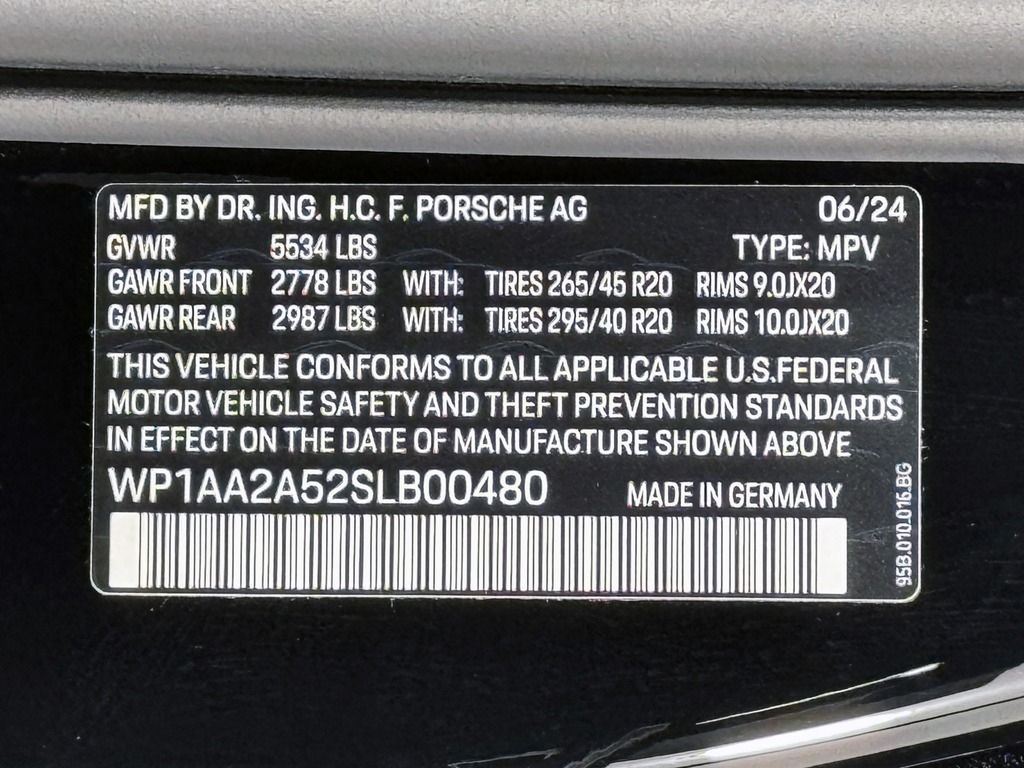 MFD BY DR. ING. H.C. F. PORSCHE AG 06/24
GVWR 5534 LBS TYPE: MPV
GAWR FRONT 2778 LBS WITH: TIRES 265/45 R20 RIMS 9.0JX20
GAWR REAR 2987 LBS WITH: TIRES 295/40 R20 RIMS 10.0JX20
THIS VEHICLE CONFORMS TO ALL APPLICABLE U.S.FEDERAL
MOTOR VEHICLE SAFETY AND THEFT PREVENTION STANDARDS
IN EFFECT ON THE DATE OF MANUFACTURE SHOWN ABOVE
WP1AA2A52SLB00480 MADE IN GERMANY
95B.010.016.BG